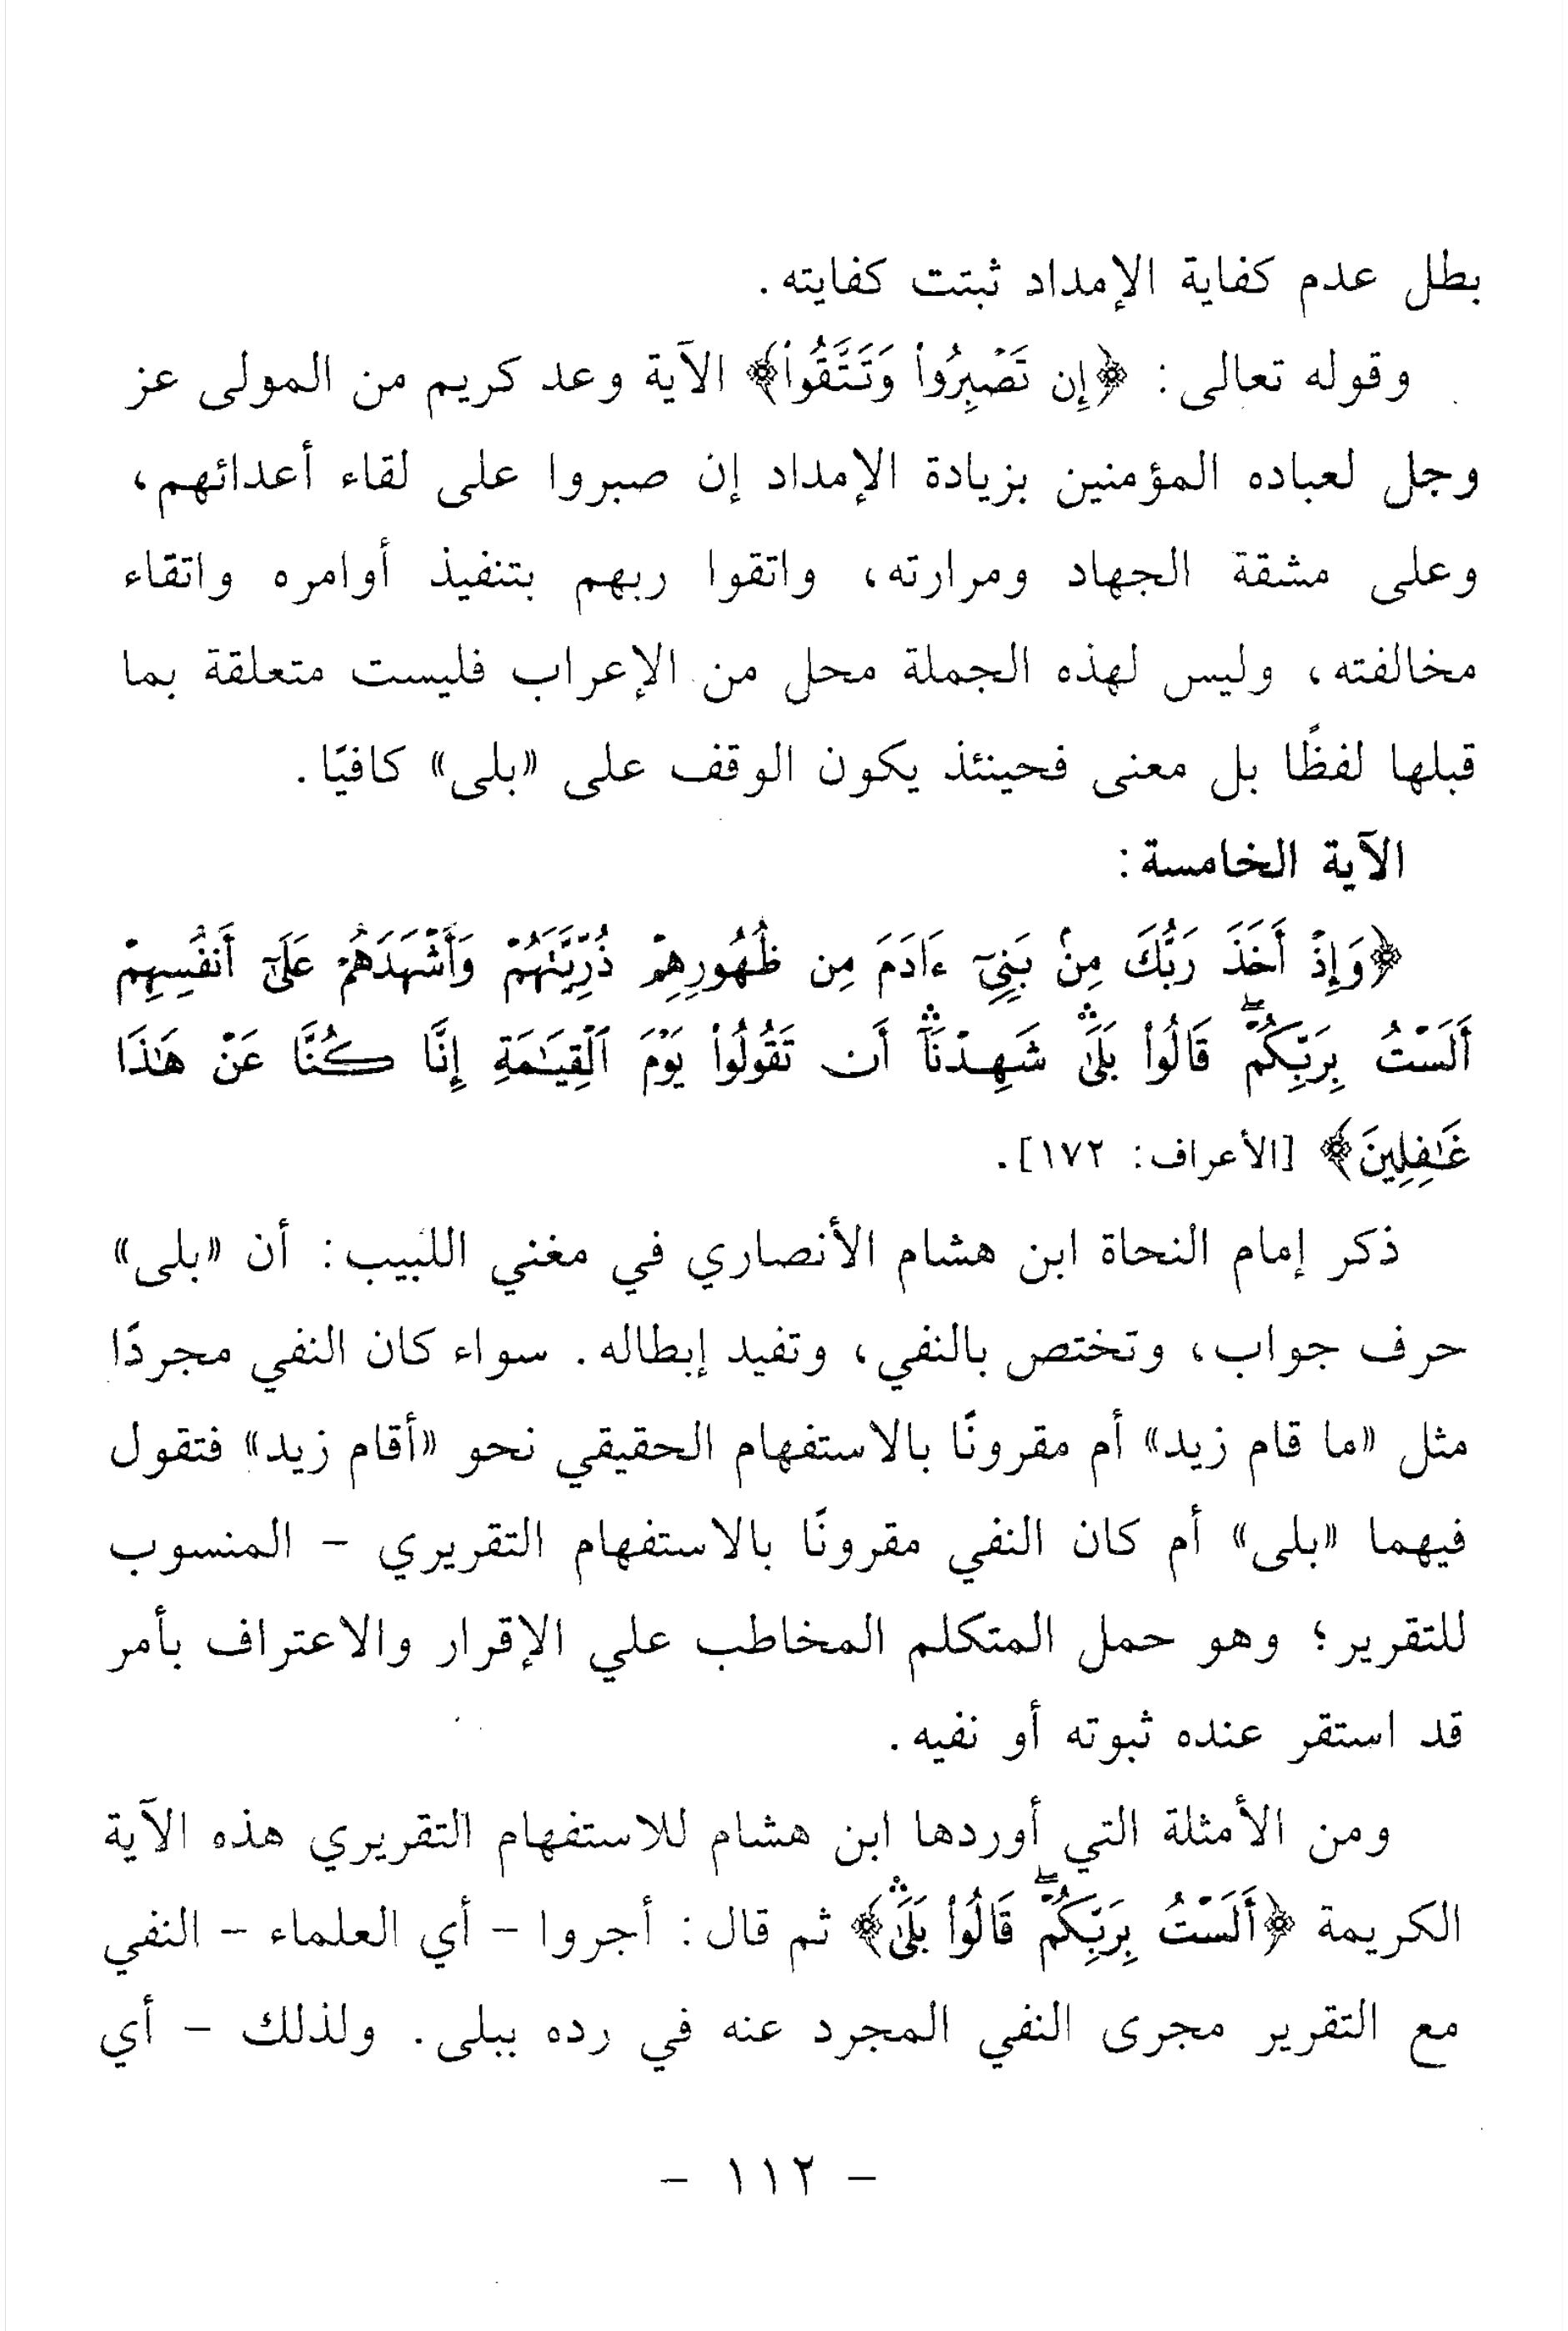 بطل عدم كفاية الإمداد ثبتت كفايته.
وقوله تعالى: ﴿إِن تَصۡبِرُواْ وَتَتَّقُواْ﴾ الآية وعد كريم من المولى عز
وجل لعباده المؤمنين بزيادة الإمداد إن صبروا على لقاء أعدائهم،
وعلى مشقة الجهاد ومرارته، واتقوا ربهم بتنفيذ أوامره واتقاء
مخالفته، وليس لهذه الجملة محل من الإعراب فليست متعلقة بما
قبلها لفظًا بل معنى فحينئذ يكون الوقف على «بلى» كافيًا.
الآية الخامسة:
﴿وَإِذۡ أَخَذَ رَبُّكَ مِنۢ بَنِيٓ ءَادَمَ مِن ظُهُورِهِمۡ ذُرِّيَّتَهُمۡ وَأَشۡهَدَهُمۡ عَلَىٰٓ أَنفُسِهِمۡ
أَلَسۡتُ بِرَبِّكُمۡۖ قَالُواْ بَلَىٰۛ شَهِدۡنَآۛ أَن تَقُولُواْ يَوۡمَ ٱلۡقِيَٰمَةِ إِنَّا كُنَّا عَنۡ هَٰذَا
غَٰفِلِينَ﴾ [الأعراف: ١٧٢].
ذكر إمام النحاة ابن هشام الأنصاري في مغني اللبيب: أن «بلى»
حرف جواب، وتختص بالنفي، وتفيد إبطاله. سواء كان النفي مجردًا
مثل «ما قام زيد» أم مقرونًا بالاستفهام الحقيقي نحو «أقام زيد» فتقول
فيهما «بلى» أم كان النفي مقرونًا بالاستفهام التقريري - المنسوب
للتقرير؛ وهو حمل المتكلم المخاطب علي الإقرار والاعتراف بأمر
قد استقر عنده ثبوته أو نفيه.
ومن الأمثلة التي أوردها ابن هشام للاستفهام التقريري هذه الآية
الكريمة ﴿أَلَسۡتُ بِرَبِّكُمۡۖ قَالُواْ بَلَىٰۛ﴾ ثم قال: أجروا - أي العلماء - النفي
مع التقرير مجرى النفي المجرد عنه في رده ببلى. ولذلك - أي
- ١١٢ -